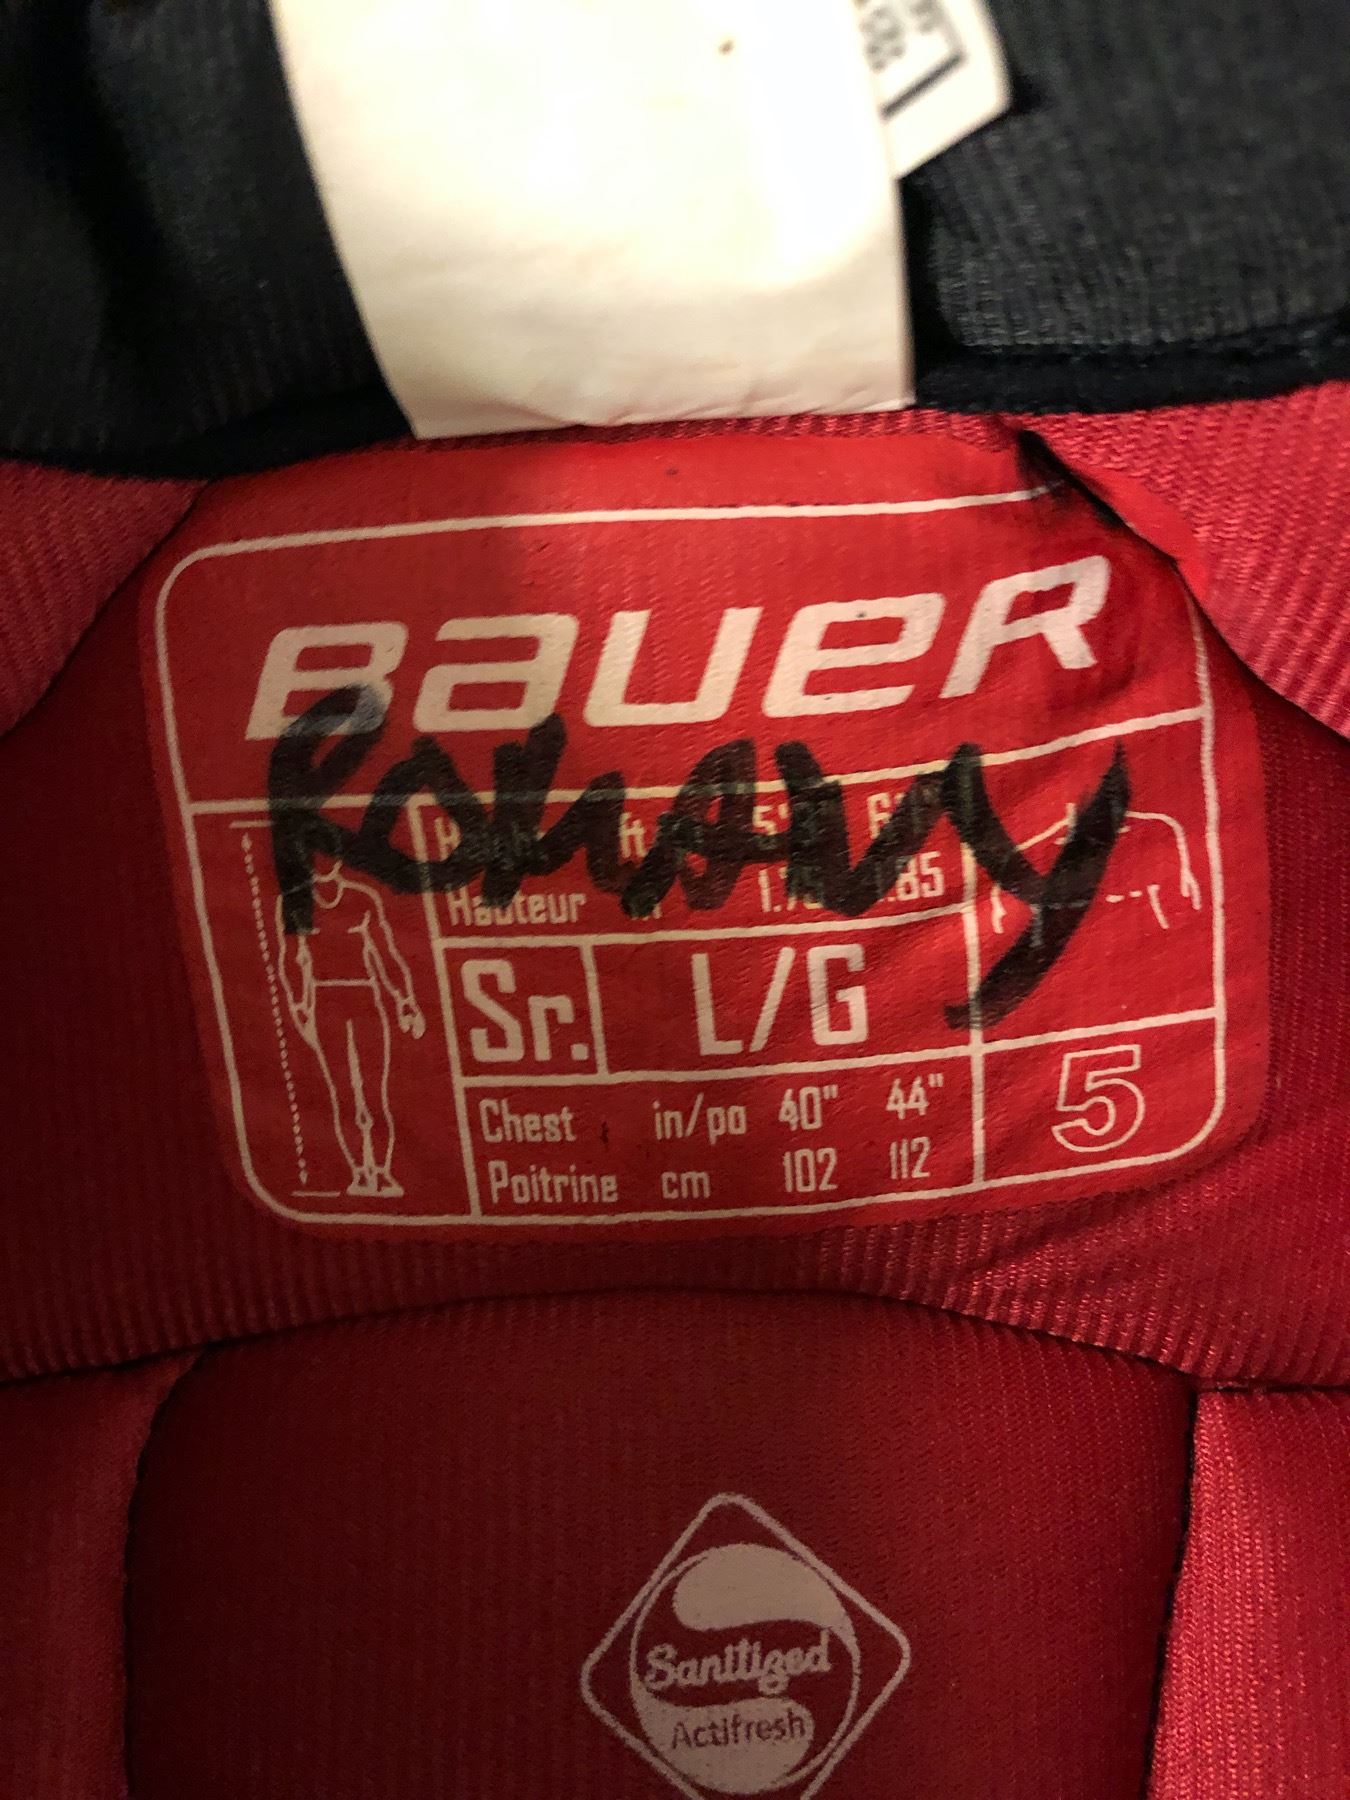 BaUeR
Hauteur
Sr. L/G
Chest in/po 40" 44"
Poitrine cm 102 112
5
Sanitized
Actifresh